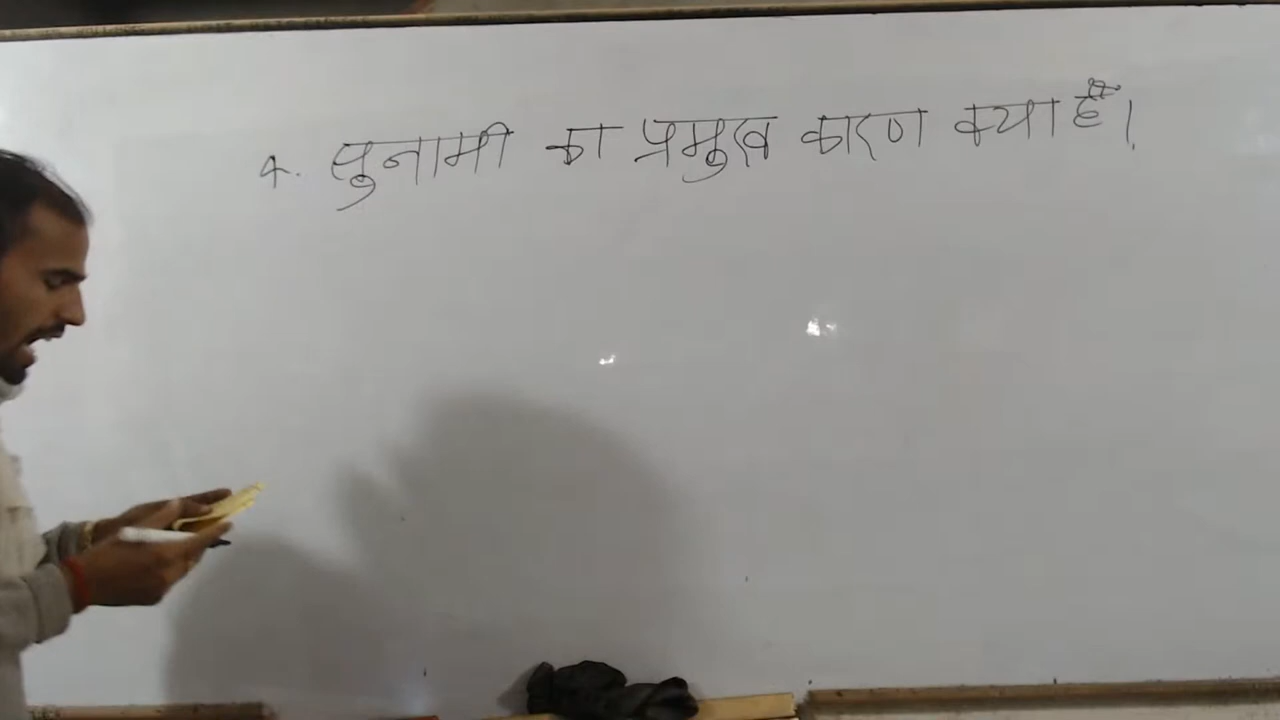 4. सुनामी का प्रमुख कारण क्या है।